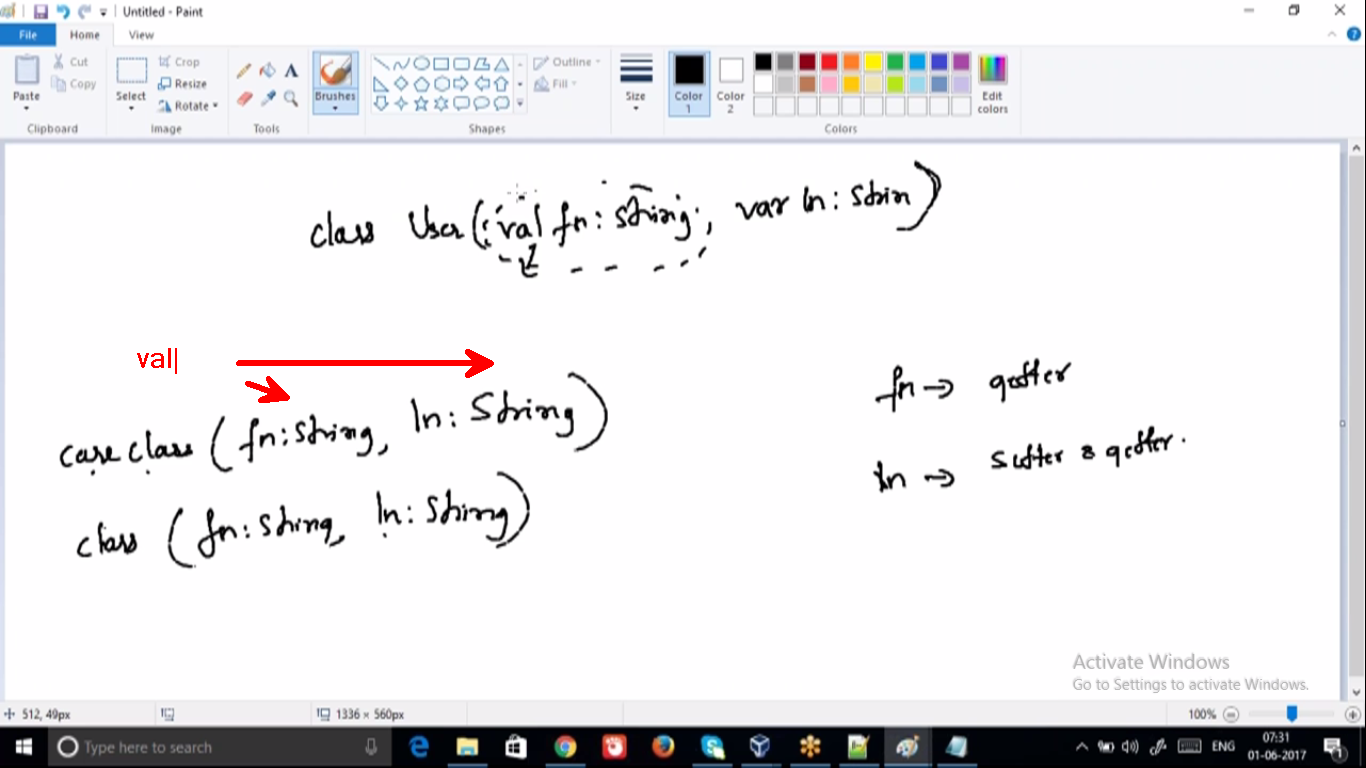 Untitled - Paint
File Home View
Cut
Copy
Paste
Clipboard
Select
Crop
Resize
Rotate
Image
Tools
Brushes
Shapes
Outline
Fill
Size
Color 1
Color 2
Edit colors
Colors
class User ( val fn : string , var ln : Strin )
val
case class ( fn : string, ln : String )
class ( fn : string, ln : string )
fn → getter
ln → setter & getter.
Activate Windows
Go to Settings to activate Windows.
512, 49px
1336 × 560px
100%
Type here to search
ENG
07:31
01-06-2017